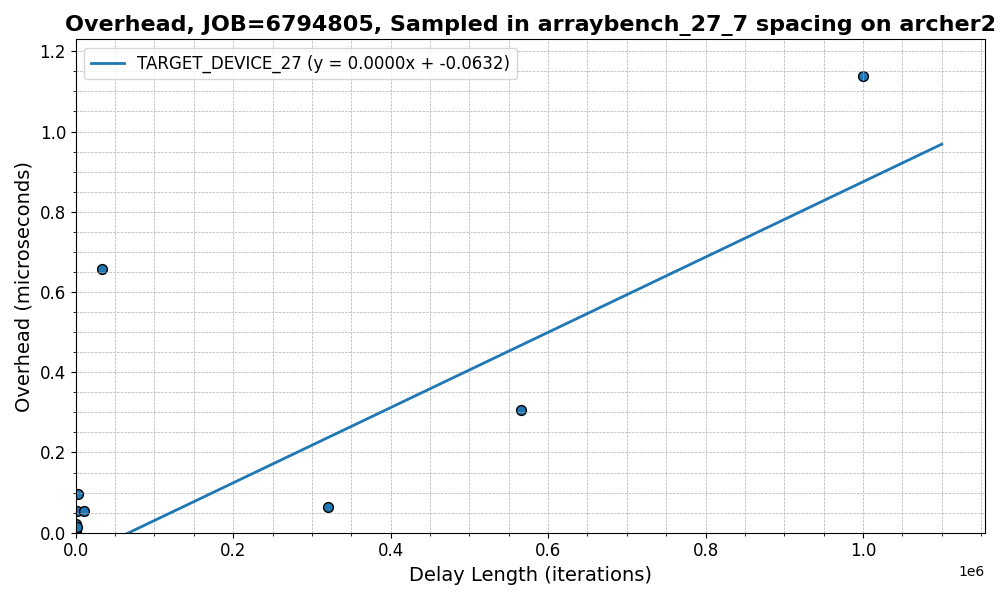 Overhead, JOB=6794805, Sampled in arraybench_27_7 spacing on archer2
TARGET_DEVICE_27 (y = 0.0000x + -0.0632)
Overhead (microseconds)
1.2
1.0
0.8
0.6
0.4
0.2
0.0
0.0 0.2 0.4 0.6 0.8 1.0
1e6
Delay Length (iterations)